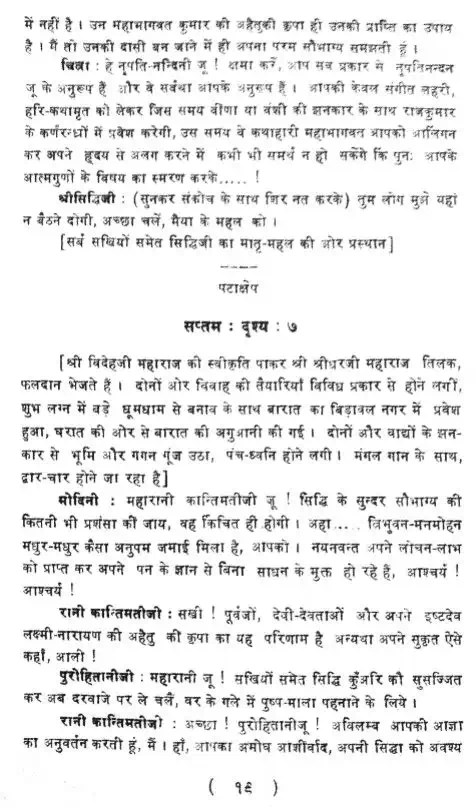 में नहीं है । उन महाभागवत कुमार की अहैतुकी कृपा ही उनकी प्राप्ति का उपाय
है । मैं तो उनकी दासी बन जाने में ही अपना परम सौभाग्य समझती हूं ।
चित्रा : हे नृपति-नन्दिनी जू ! क्षमा करें, आप सब प्रकार से नृपतिनन्दन
जू के अनुरूप हैं और वे सर्वथा आपके अनुरूप हैं । आपकी केवल संगीत लहरी,
हरि-कथामृत को लेकर जिस समय वीणा या वंशी की झनकार के साथ राजकुमार
के कर्णरन्ध्रों में प्रवेश करेगी, उस समय वे कथाहारी महाभागवत आपको आलिंगन
कर अपने हृदय से अलग करने में कभी भी समर्थ न हो सकेंगे कि पुनः आपके
आत्मगुणों के विषय का स्मरण करके..... !
श्रीसिद्धिजी : (सुनकर संकोच के साथ शिर नत करके) तुम लोग मुझे यहाँ
न बैठने दोगी, अच्छा चलें, मैया के महल को ।
[सर्व सखियों समेत सिद्धिजी का मातृ-महल की ओर प्रस्थान]
पटाक्षेप
सप्तम : दृश्य : ७
[श्री विदेहजी महाराज की स्वीकृति पाकर श्री श्रीधरजी महाराज तिलक,
फलदान भेजते हैं । दोनों ओर विवाह की तैयारियाँ विविध प्रकार से होने लगीं,
शुभ लग्न में बड़े धूमधाम से बनाव के साथ बारात का बिड़ावल नगर में प्रवेश
हुआ, घरात की ओर से बारात की अगुआनी की गई । दोनों ओर वाद्यों के झन-
कार से भूमि और गगन गूंज उठा, पंच-ध्वनि होने लगी । मंगल गान के साथ,
द्वार-चार होने जा रहा है]
मोदिनी : महारानी कान्तिमतीजी जू ! सिद्धि के सुन्दर सौभाग्य की
कितनी भी प्रशंसा की जाय, वह किंचित ही होगी । अहा..... त्रिभुवन-मनमोहन
मधुर-मधुर कैसा अनुपम जमाई मिला है, आपको । नयनवन्त अपने लोचन-लाभ
को प्राप्त कर अपने पन के ज्ञान से बिना साधन के मुक्त हो रहे हैं, आश्चर्य !
आश्चर्य !
रानी कान्तिमतीजी : सखी ! पूर्वजों, देवी-देवताओं और अपने इष्टदेव
लक्ष्मी-नारायण की अहैतु की कृपा का यह परिणाम है अन्यथा अपने सुकृत ऐसे
कहाँ, आली !
पुरोहितानीजी : महारानी जू ! सखियों समेत सिद्धि कुँअरि को सुसज्जित
कर अब दरवाजे पर ले चलें, वर के गले में पुष्प-माला पहनाने के लिये ।
रानी कान्तिमतीजी : अच्छा ! पुरोहितानीजू ! अविलम्ब आपकी आज्ञा
का अनुवर्तन करती हूं, मैं । हाँ, आपका अमोघ आशीर्वाद, अपनी सिद्धा को अवश्य
( १६ )